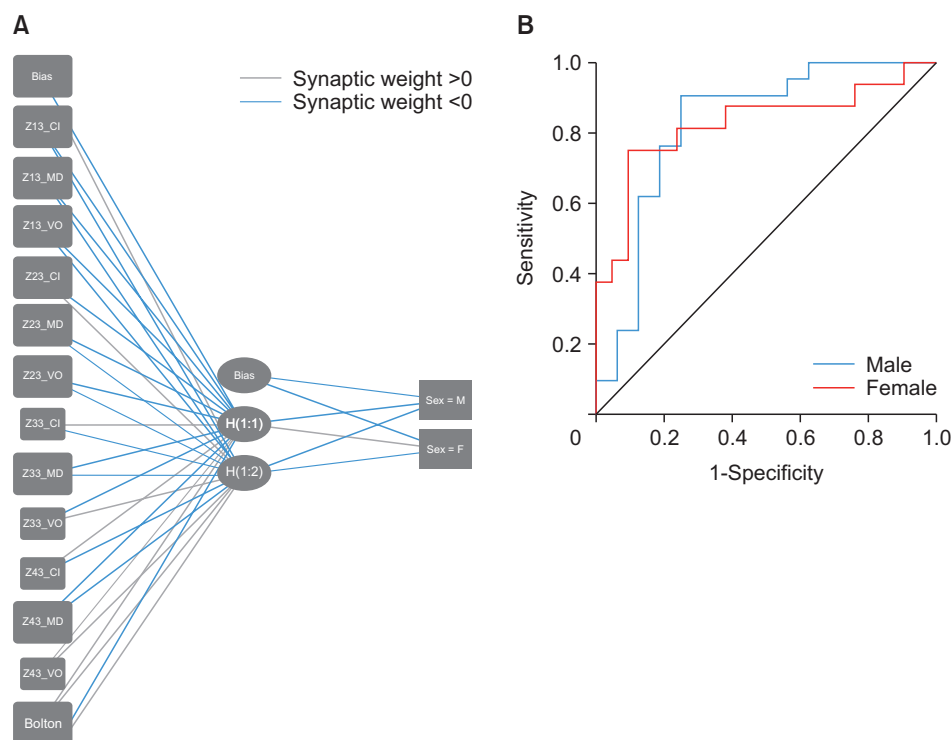 A
Bias
Z13_CI
Z13_MD
Z13_VO
Z23_CI
Z23_MD
Z23_VO
Z33_CI
Z33_MD
Z33_VO
Z43_CI
Z43_MD
Z43_VO
Bolton
Synaptic weight >0
Synaptic weight <0
Bias
H(1:1)
H(1:2)
Sex = M
Sex = F
B
1.0
0.8
0.6
0.4
0.2
Sensitivity
0 0.2 0.4 0.6 0.8 1.0
1-Specificity
Male
Female